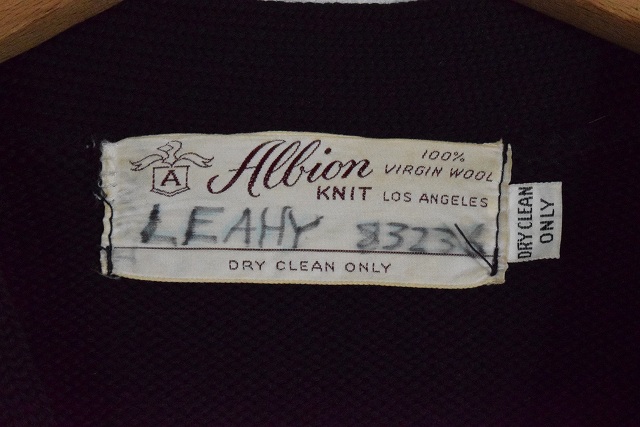 A
Albion
100%
VIRGIN WOOL
KNIT LOS ANGELES
LEAHY
DRY CLEAN ONLY
DRY CLEAN
ONLY